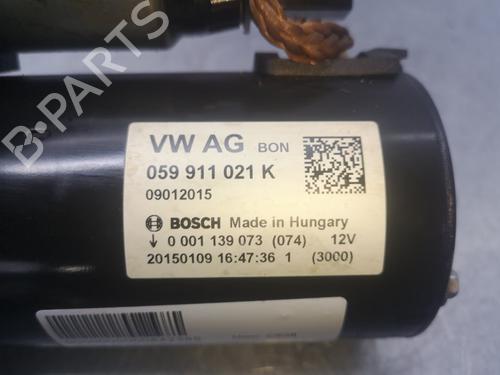 VW AG BON
059 911 021 K
09012015
BOSCH Made in Hungary
0 001 139 073 (074) 12V
20150109 16:47:36 1 (3000)
B-PARTS